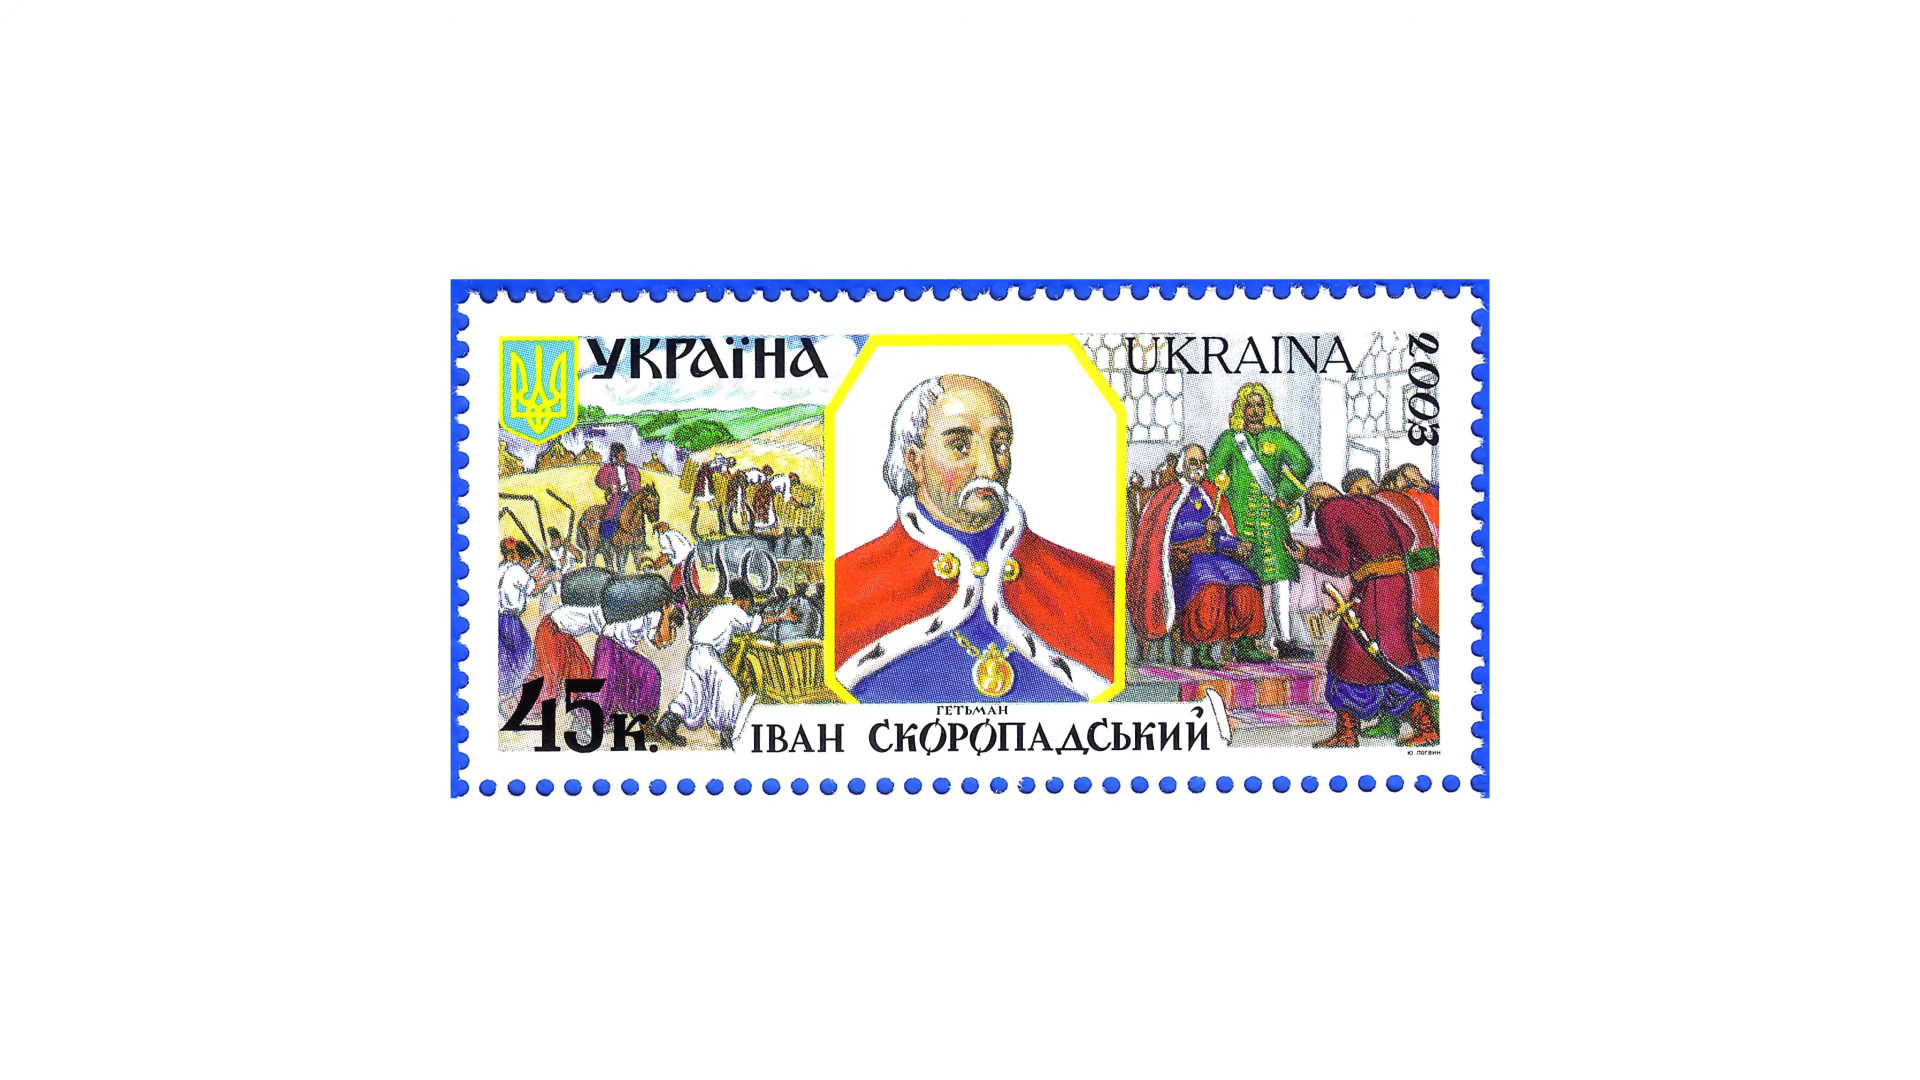 Україна
UKRAINA
2003
45к.
ГЕТЬМАН
ІВАН СКОРОПАДСЬКИЙ
Ю. ЛОГВИН